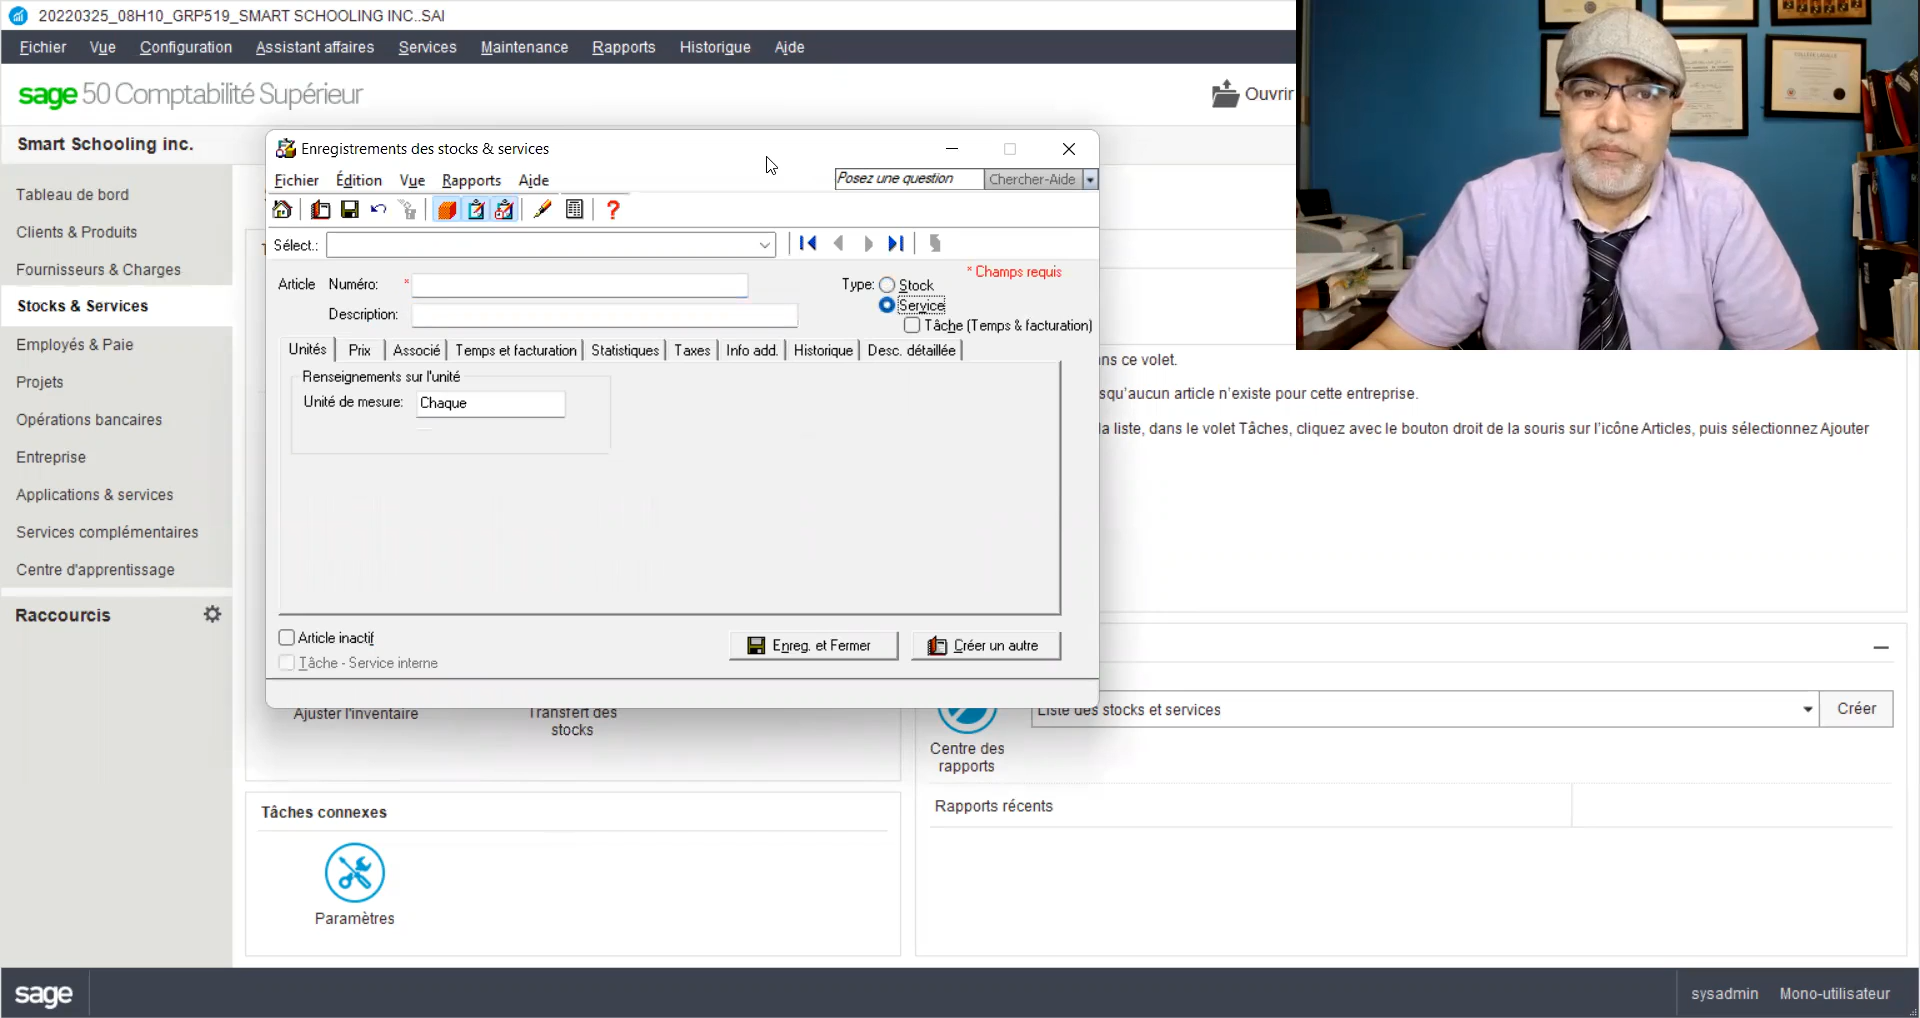 20220325_08H10_GRP519_SMART SCHOOLING INC..SAI
Fichier Vue Configuration Assistant affaires Services Maintenance Rapports Historique Aide
sage 50 Comptabilité Supérieur
Ouvrir
Smart Schooling inc.
Tableau de bord
Clients & Produits
Fournisseurs & Charges
Stocks & Services
Employés & Paie
Projets
Opérations bancaires
Entreprise
Applications & services
Services complémentaires
Centre d'apprentissage
Raccourcis
Enregistrements des stocks & services
Fichier Édition Vue Rapports Aide
Posez une question Chercher-Aide
Sélect.:
* Champs requis
Article Numéro: *
Type: Stock
Description:
Service
Tâche (Temps & facturation)
Unités Prix Associé Temps et facturation Statistiques Taxes Info add. Historique Desc. détaillée
Renseignements sur l'unité
Unité de mesure: Chaque
Article inactif
Tâche - Service interne
Enreg. et Fermer
Créer un autre
ns ce volet.
squ'aucun article n'existe pour cette entreprise.
la liste, dans le volet Tâches, cliquez avec le bouton droit de la souris sur l'icône Articles, puis sélectionnez Ajouter
Ajuster l'inventaire
Transfert des
stocks
Liste des stocks et services
Créer
Centre des
rapports
Rapports récents
Tâches connexes
Paramètres
sage
sysadmin Mono-utilisateur